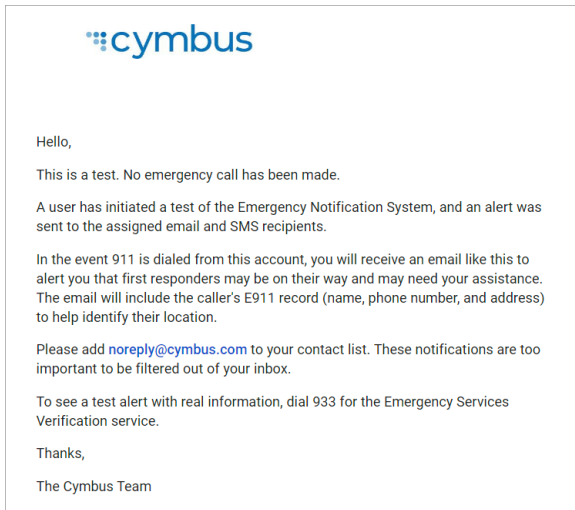 cymbus
Hello,
This is a test. No emergency call has been made.
A user has initiated a test of the Emergency Notification System, and an alert was
sent to the assigned email and SMS recipients.
In the event 911 is dialed from this account, you will receive an email like this to
alert you that first responders may be on their way and may need your assistance.
The email will include the caller's E911 record (name, phone number, and address)
to help identify their location.
Please add noreply@cymbus.com to your contact list. These notifications are too
important to be filtered out of your inbox.
To see a test alert with real information, dial 933 for the Emergency Services
Verification service.
Thanks,
The Cymbus Team